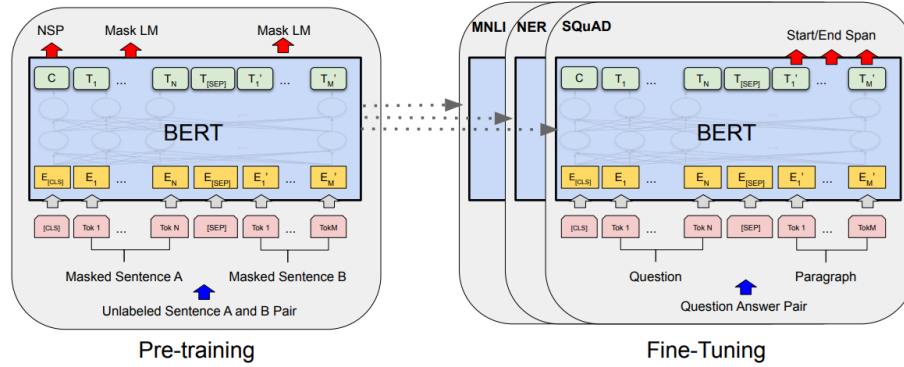 NSP Mask LM Mask LM
C T1 ... TN T[SEP] T1' ... TM'
BERT
E[CLS] E1 ... EN E[SEP] E1' ... EM'
[CLS] Tok 1 ... Tok N [SEP] Tok 1 ... TokM
Masked Sentence A Masked Sentence B
Unlabeled Sentence A and B Pair
Pre-training
MNLI NER SQuAD
Start/End Span
C T1 ... TN T[SEP] T1' ... TM'
BERT
E[CLS] E1 ... EN E[SEP] E1' ... EM'
[CLS] Tok 1 ... Tok N [SEP] Tok 1 ... TokM
Question Paragraph
Question Answer Pair
Fine-Tuning